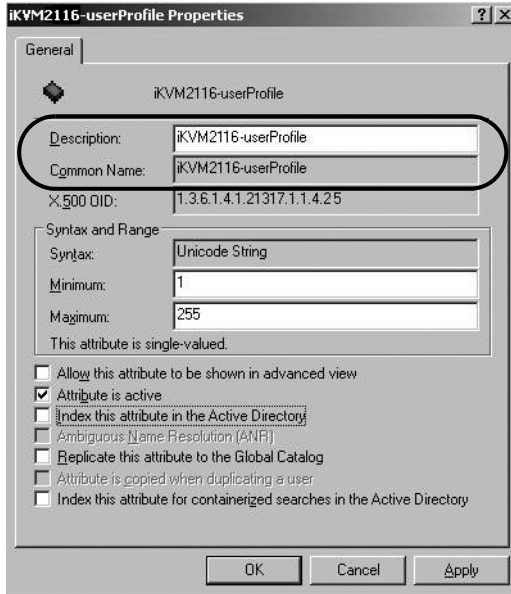 iKVM2116-userProfile Properties
General
iKVM2116-userProfile
Description: iKVM2116-userProfile
Common Name: iKVM2116-userProfile
X.500 OID: 1.3.6.1.4.1.21317.1.1.4.2.5
Syntax and Range
Syntax: Unicode String
Minimum: 1
Maximum: 255
This attribute is single-valued.
Allow this attribute to be shown in advanced view
Attribute is active
Index this attribute in the Active Directory
Ambiguous Name Resolution (ANR)
Replicate this attribute to the Global Catalog
Attribute is copied when duplicating a user
Index this attribute for containerized searches in the Active Directory
OK Cancel Apply